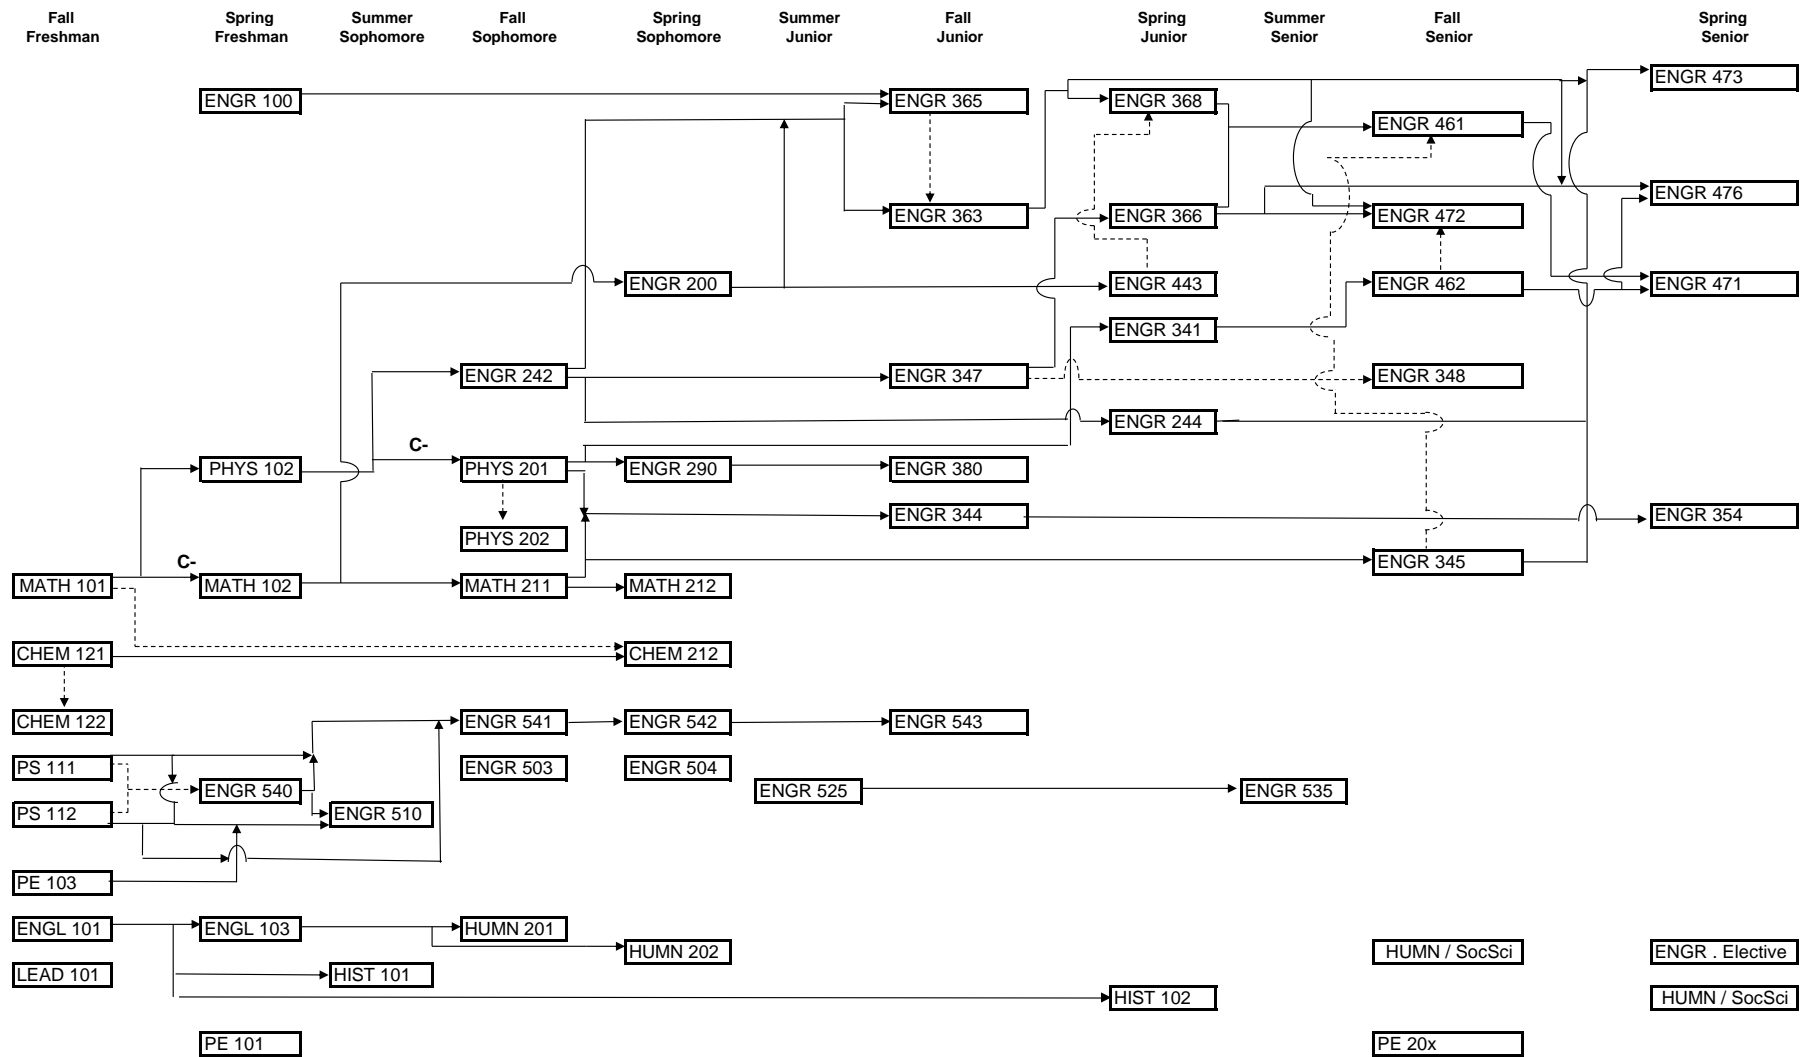 Fall Freshman
Spring Freshman
Summer Sophomore
Fall Sophomore
Spring Sophomore
Summer Junior
Fall Junior
Spring Junior
Summer Senior
Fall Senior
Spring Senior
ENGR 473
ENGR 100
ENGR 365
ENGR 368
ENGR 461
ENGR 476
ENGR 363
ENGR 366
ENGR 472
ENGR 200
ENGR 443
ENGR 462
ENGR 471
ENGR 341
ENGR 242
ENGR 347
ENGR 348
ENGR 244
C-
PHYS 102
PHYS 201
ENGR 290
ENGR 380
ENGR 344
ENGR 354
PHYS 202
C-
ENGR 345
MATH 101
MATH 102
MATH 211
MATH 212
CHEM 121
CHEM 212
CHEM 122
ENGR 541
ENGR 542
ENGR 543
PS 111
ENGR 503
ENGR 504
ENGR 540
ENGR 525
ENGR 535
PS 112
ENGR 510
PE 103
ENGL 101
ENGL 103
HUMN 201
HUMN 202
HUMN / SocSci
ENGR . Elective
LEAD 101
HIST 101
HIST 102
HUMN / SocSci
PE 101
PE 20x